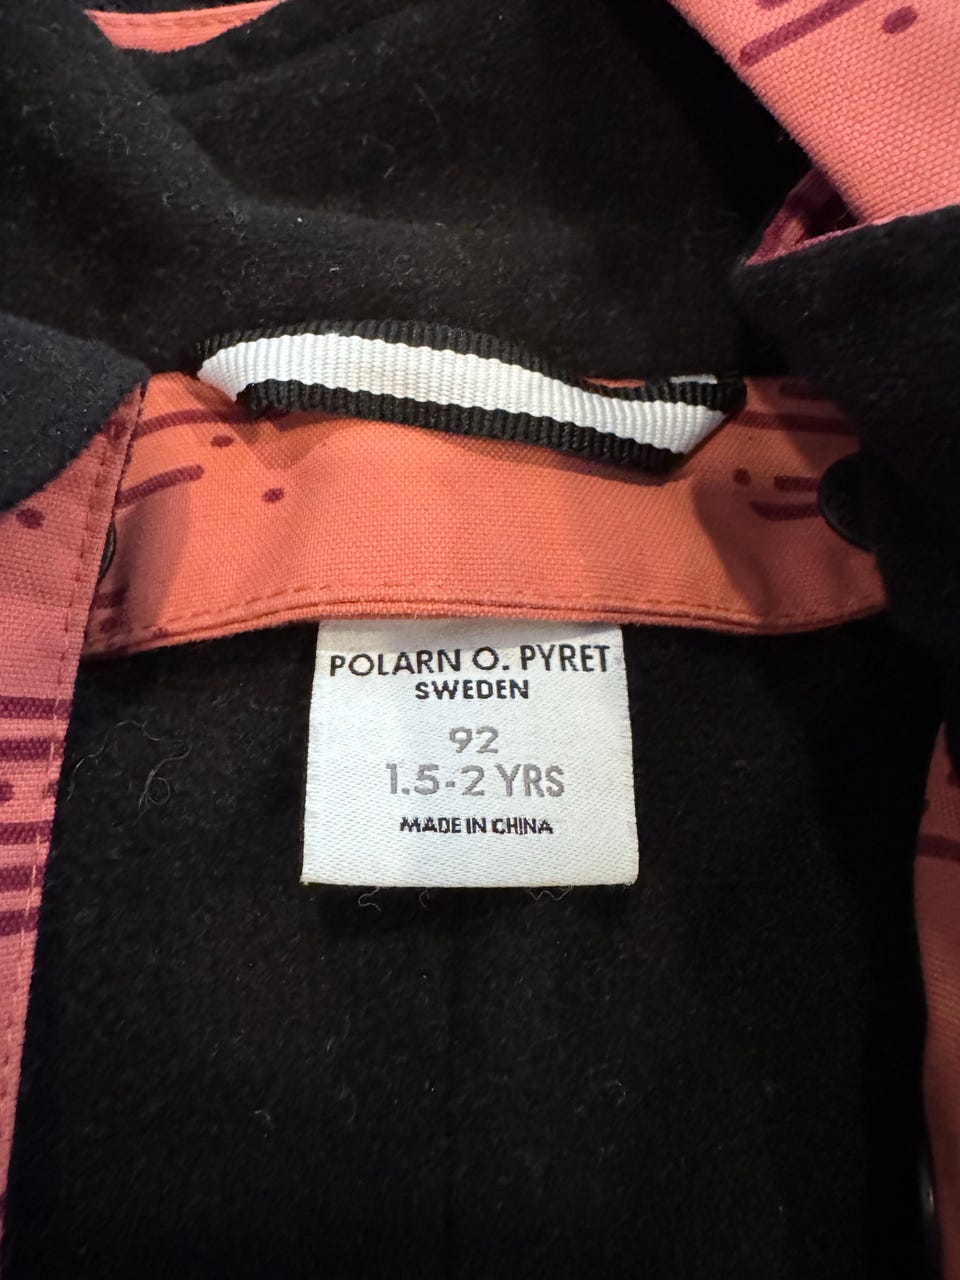 POLARN O. PYRET
SWEDEN
92
1.5-2 YRS
MADE IN CHINA